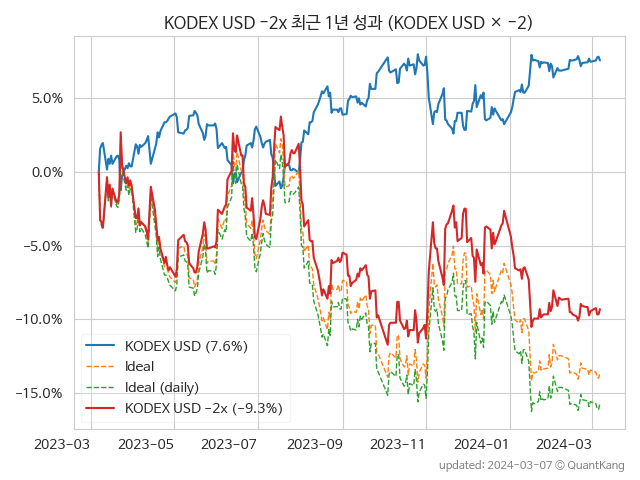 KODEX USD −2x 최근 1년 성과 (KODEX USD × −2)
5.0%
0.0%
−5.0%
−10.0%
−15.0%
KODEX USD (7.6%)
Ideal
Ideal (daily)
KODEX USD −2x (−9.3%)
2023−03 2023−05 2023−07 2023−09 2023−11 2024−01 2024−03
updated: 2024−03−07 ⓒ QuantKang